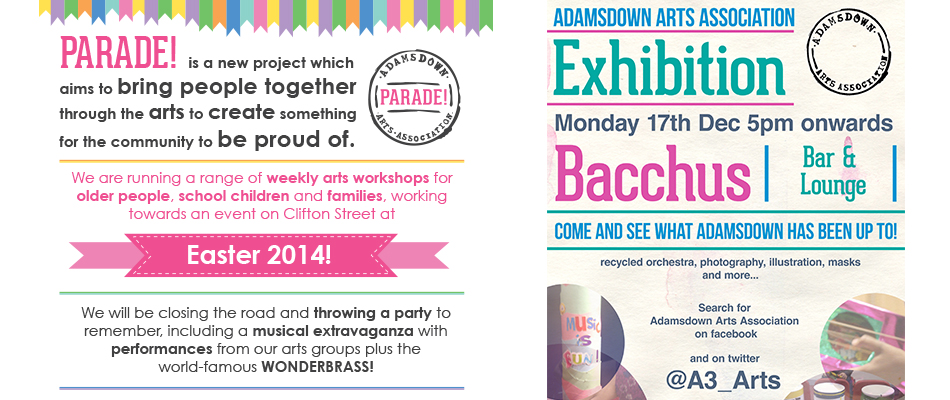 PARADE! is a new project which
aims to bring people together
through the arts to create something
for the community to be proud of.
ADAMSDOWN
PARADE!
ARTS·ASSOCIATION
We are running a range of weekly arts workshops for
older people, school children and families, working
towards an event on Clifton Street at
Easter 2014!
We will be closing the road and throwing a party to
remember, including a musical extravaganza with
performances from our arts groups plus the
world-famous WONDERBRASS!
ADAMSDOWN ARTS ASSOCIATION
Exhibition
ADAMSDOWN
ARTS ASSOCIATION
Monday 17th Dec 5pm onwards
Bacchus
Bar &
Lounge
COME AND SEE WHAT ADAMSDOWN HAS BEEN UP TO!
recycled orchestra, photography, illustration, masks
and more...
MUSIC
iS
FUN!
Search for
Adamsdown Arts Association
on facebook
and on twitter
@A3_Arts